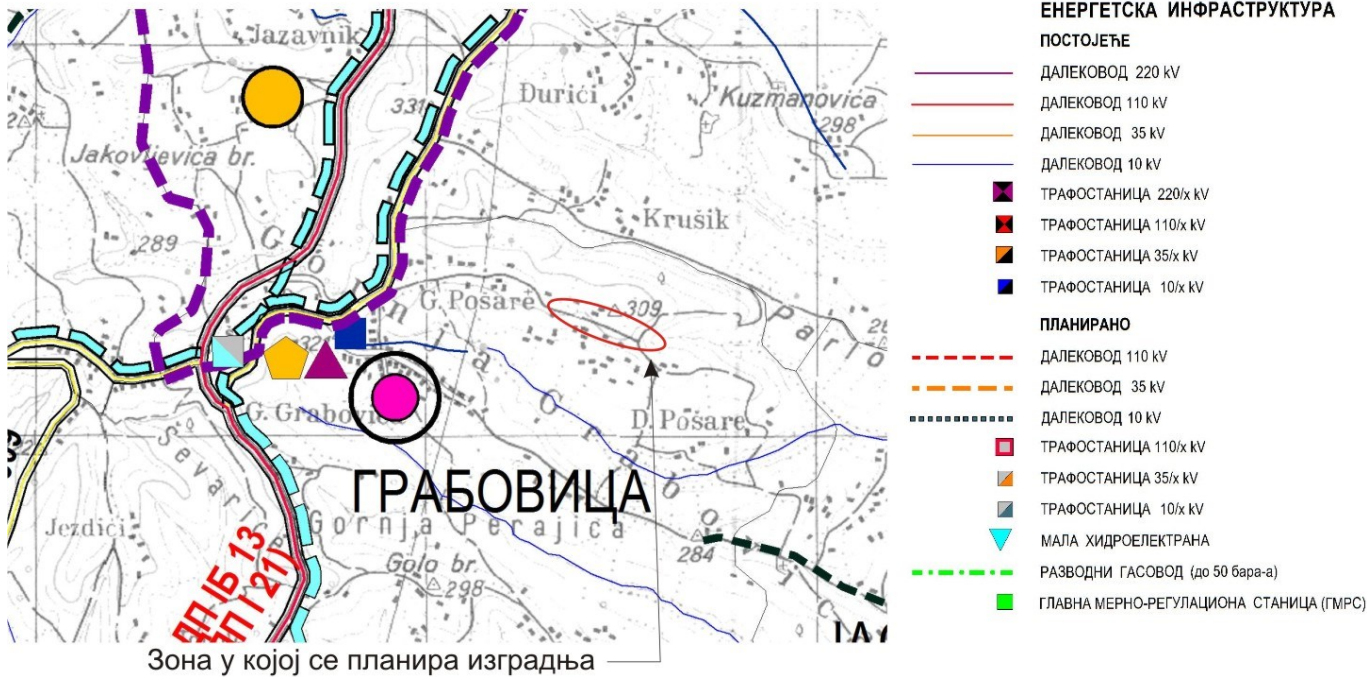 ЕНЕРГЕТСКА ИНФРАСТРУКТУРА
ПОСТОЈЕЋЕ
ДАЛЕКОВОД 220 kV
ДАЛЕКОВОД 110 kV
ДАЛЕКОВОД 35 kV
ДАЛЕКОВОД 10 kV
ТРАФОСТАНИЦА 220/x kV
ТРАФОСТАНИЦА 110/x kV
ТРАФОСТАНИЦА 35/x kV
ТРАФОСТАНИЦА 10/x kV
ПЛАНИРАНО
ДАЛЕКОВОД 110 kV
ДАЛЕКОВОД 35 kV
ДАЛЕКОВОД 10 kV
ТРАФОСТАНИЦА 110/x kV
ТРАФОСТАНИЦА 35/x kV
ТРАФОСТАНИЦА 10/x kV
МАЛА ХИДРОЕЛЕКТРАНА
РАЗВОДНИ ГАСОВОД (до 50 бара-а)
ГЛАВНА МЕРНО-РЕГУЛАЦИОНА СТАНИЦА (ГМРС)
Jazavnik
331
Đurići
Kuzmanovica
298
Jakovljevića br.
289
Krušik
G. Pošare
309
Parlo
G. Grabovica
D. Pošare
ГРАБОВИЦА
Gornja Perajica
Jezdići
Golo br.
298
284
Зона у којој се планира изградња